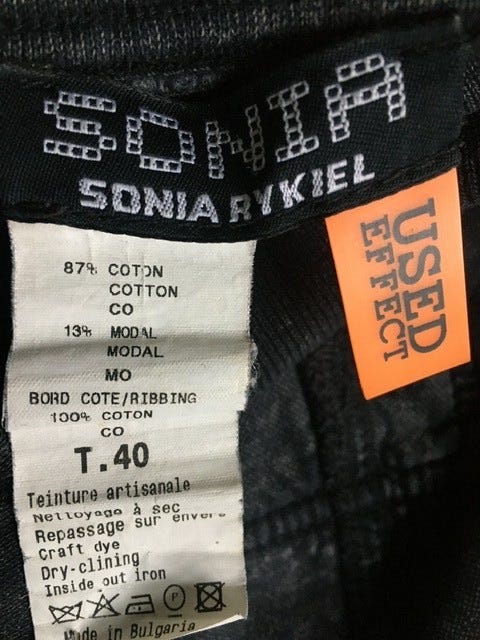 SONIA
SONIA RYKIEL
USED
EFFECT
87% COTON
COTTON
CO
13% MODAL
MODAL
MO
BORD COTE/RIBBING
100% COTON
CO
T.40
Teinture artisanale
Nettoyage à sec
Repassage sur envers
Craft dye
Dry-clining
Inside out iron
P
Made in Bulgaria